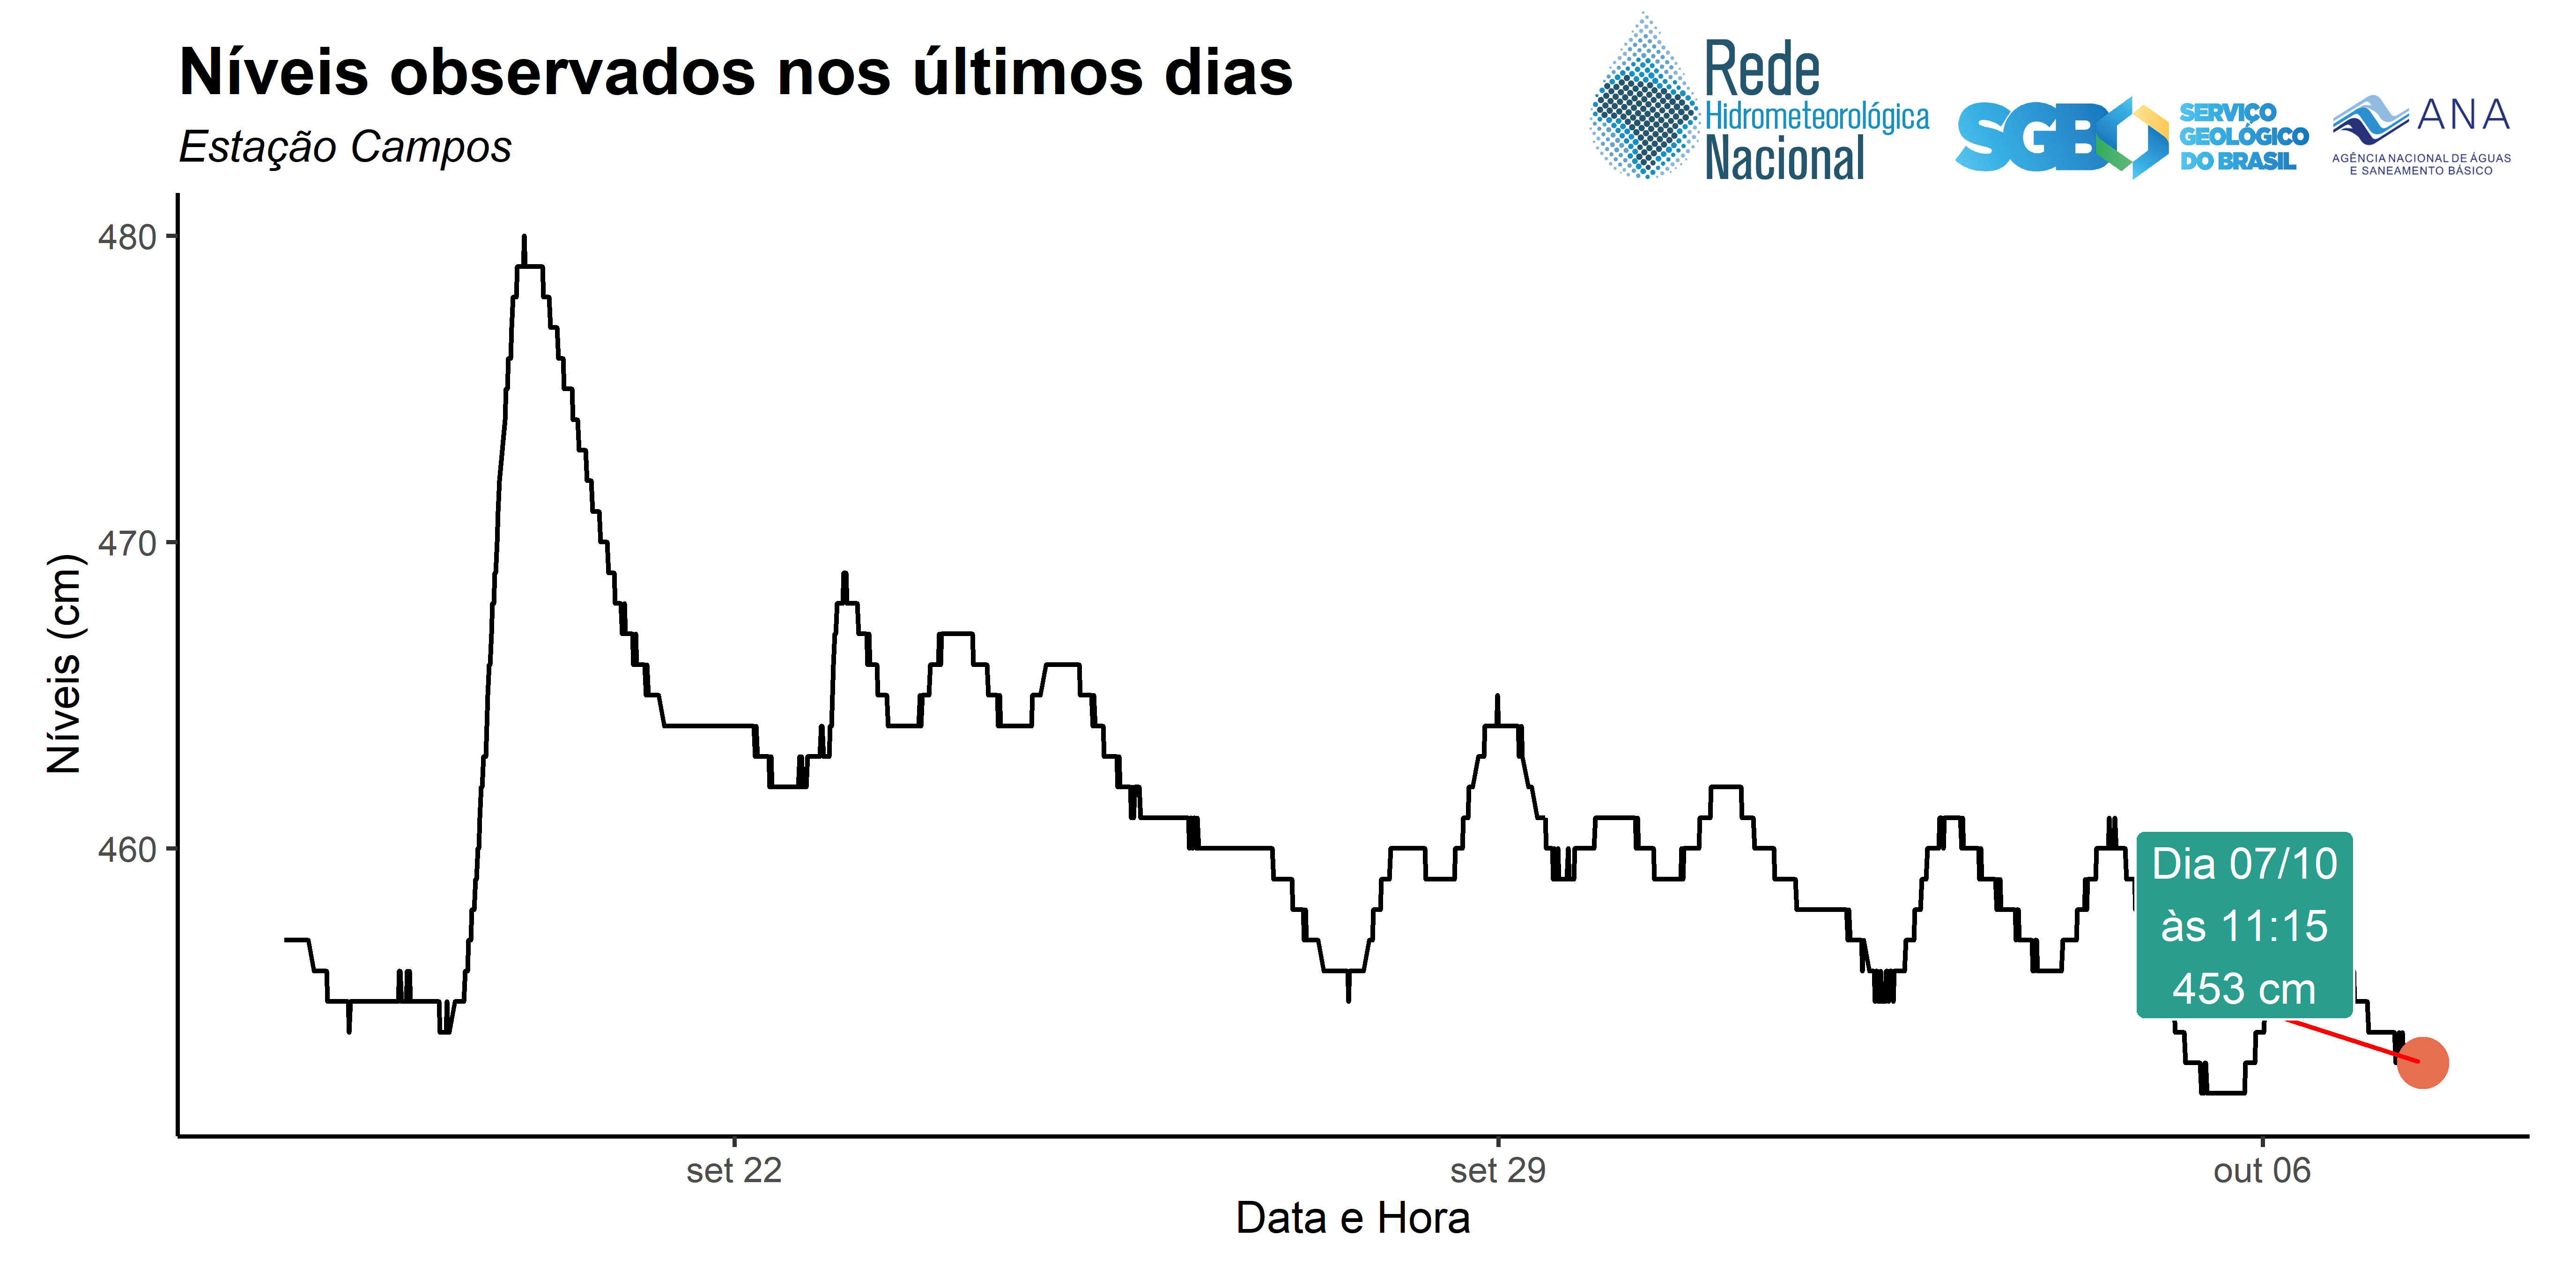 Níveis observados nos últimos dias
Estação Campos
Rede
Hidrometeorológica
Nacional
SGB
SERVIÇO
GEOLÓGICO
DO BRASIL
ANA
AGÊNCIA NACIONAL DE ÁGUAS
E SANEAMENTO BÁSICO
Níveis (cm)
480
470
460
Dia 07/10
às 11:15
453 cm
set 22
set 29
out 06
Data e Hora